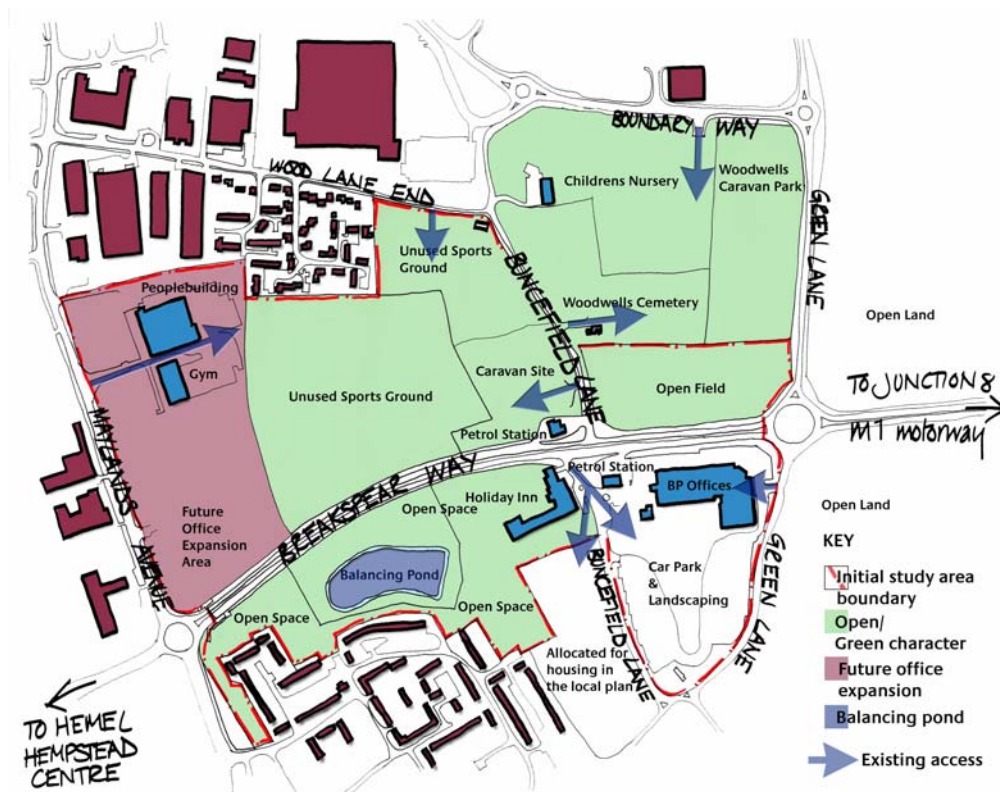 BOUNDARY WAY
WOOD LANE END
Childrens Nursery
Woodwells
Caravan Park
GREEN LANE
Unused Sports
Ground
BUNCEFIELD LANE
Peoplebuilding
Woodwells Cemetery
Open Land
Gym
Caravan Site
Open Field
TO JUNCTION 8
M1 motorway
Unused Sports Ground
MAYLANDS AVENUE
Petrol Station
BREAKSPEAR WAY
Petrol Station
BP Offices
Holiday Inn
Open Space
Open Land
Future
Office
Expansion
Area
Balancing Pond
Car Park
&
Landscaping
GREEN LANE
Open Space
Open Space
BUNCEFIELD LANE
Allocated for
housing in
the local plan
TO HEMEL
HEMPSTEAD
CENTRE
KEY
Initial study area
boundary
Open/
Green character
Future office
expansion
Balancing pond
Existing access